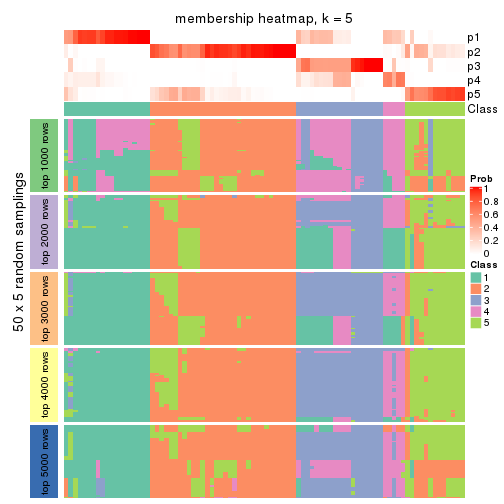 membership heatmap, k = 5
p1
p2
p3
p4
p5
Class
50 x 5 random samplings
top 1000 rows
top 2000 rows
top 3000 rows
top 4000 rows
top 5000 rows
Prob
1
0.8
0.6
0.4
0.2
0
Class
1
2
3
4
5